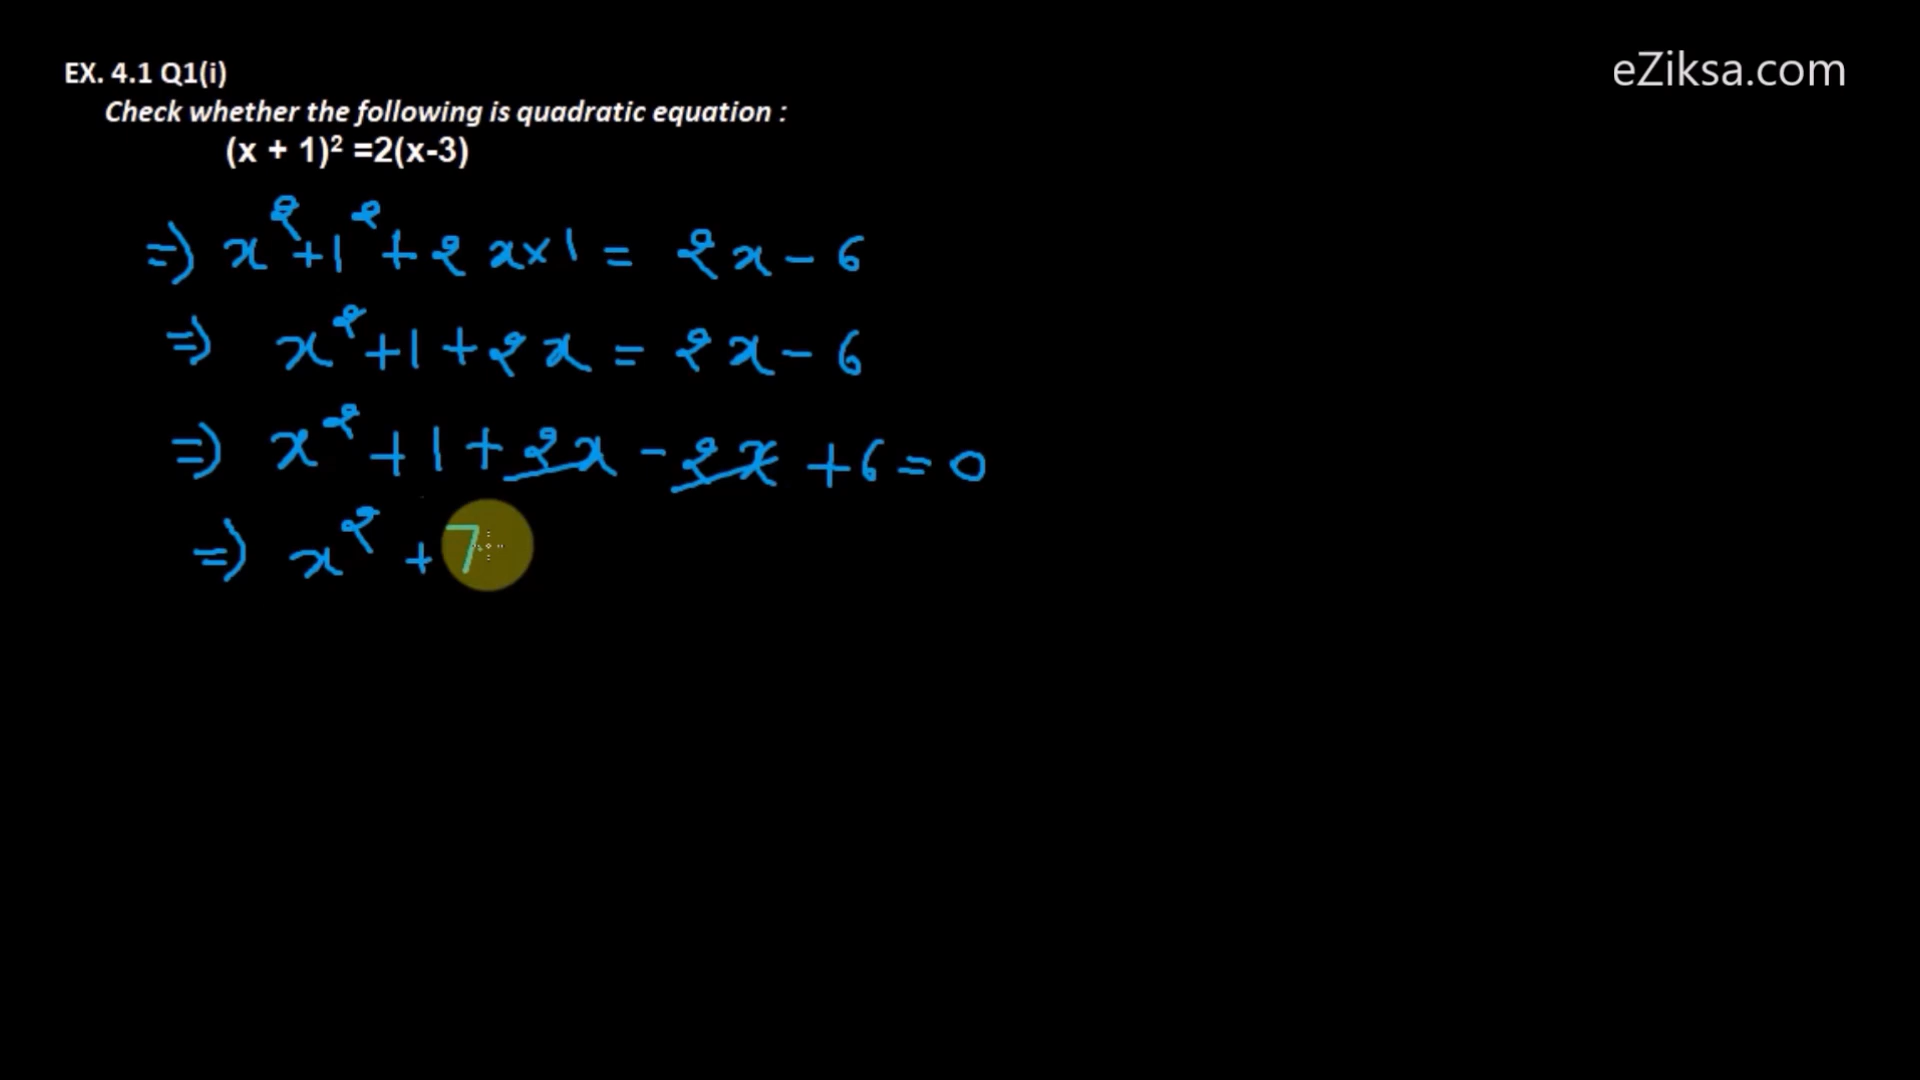 eZiksa.com
EX. 4.1 Q1(i)
Check whether the following is quadratic equation :
(x + 1)² =2(x-3)
⇒ x²+1²+2x×1 = 2x-6
⇒ x²+1+2x = 2x-6
⇒ x²+1+2x-2x+6=0
⇒ x²+7